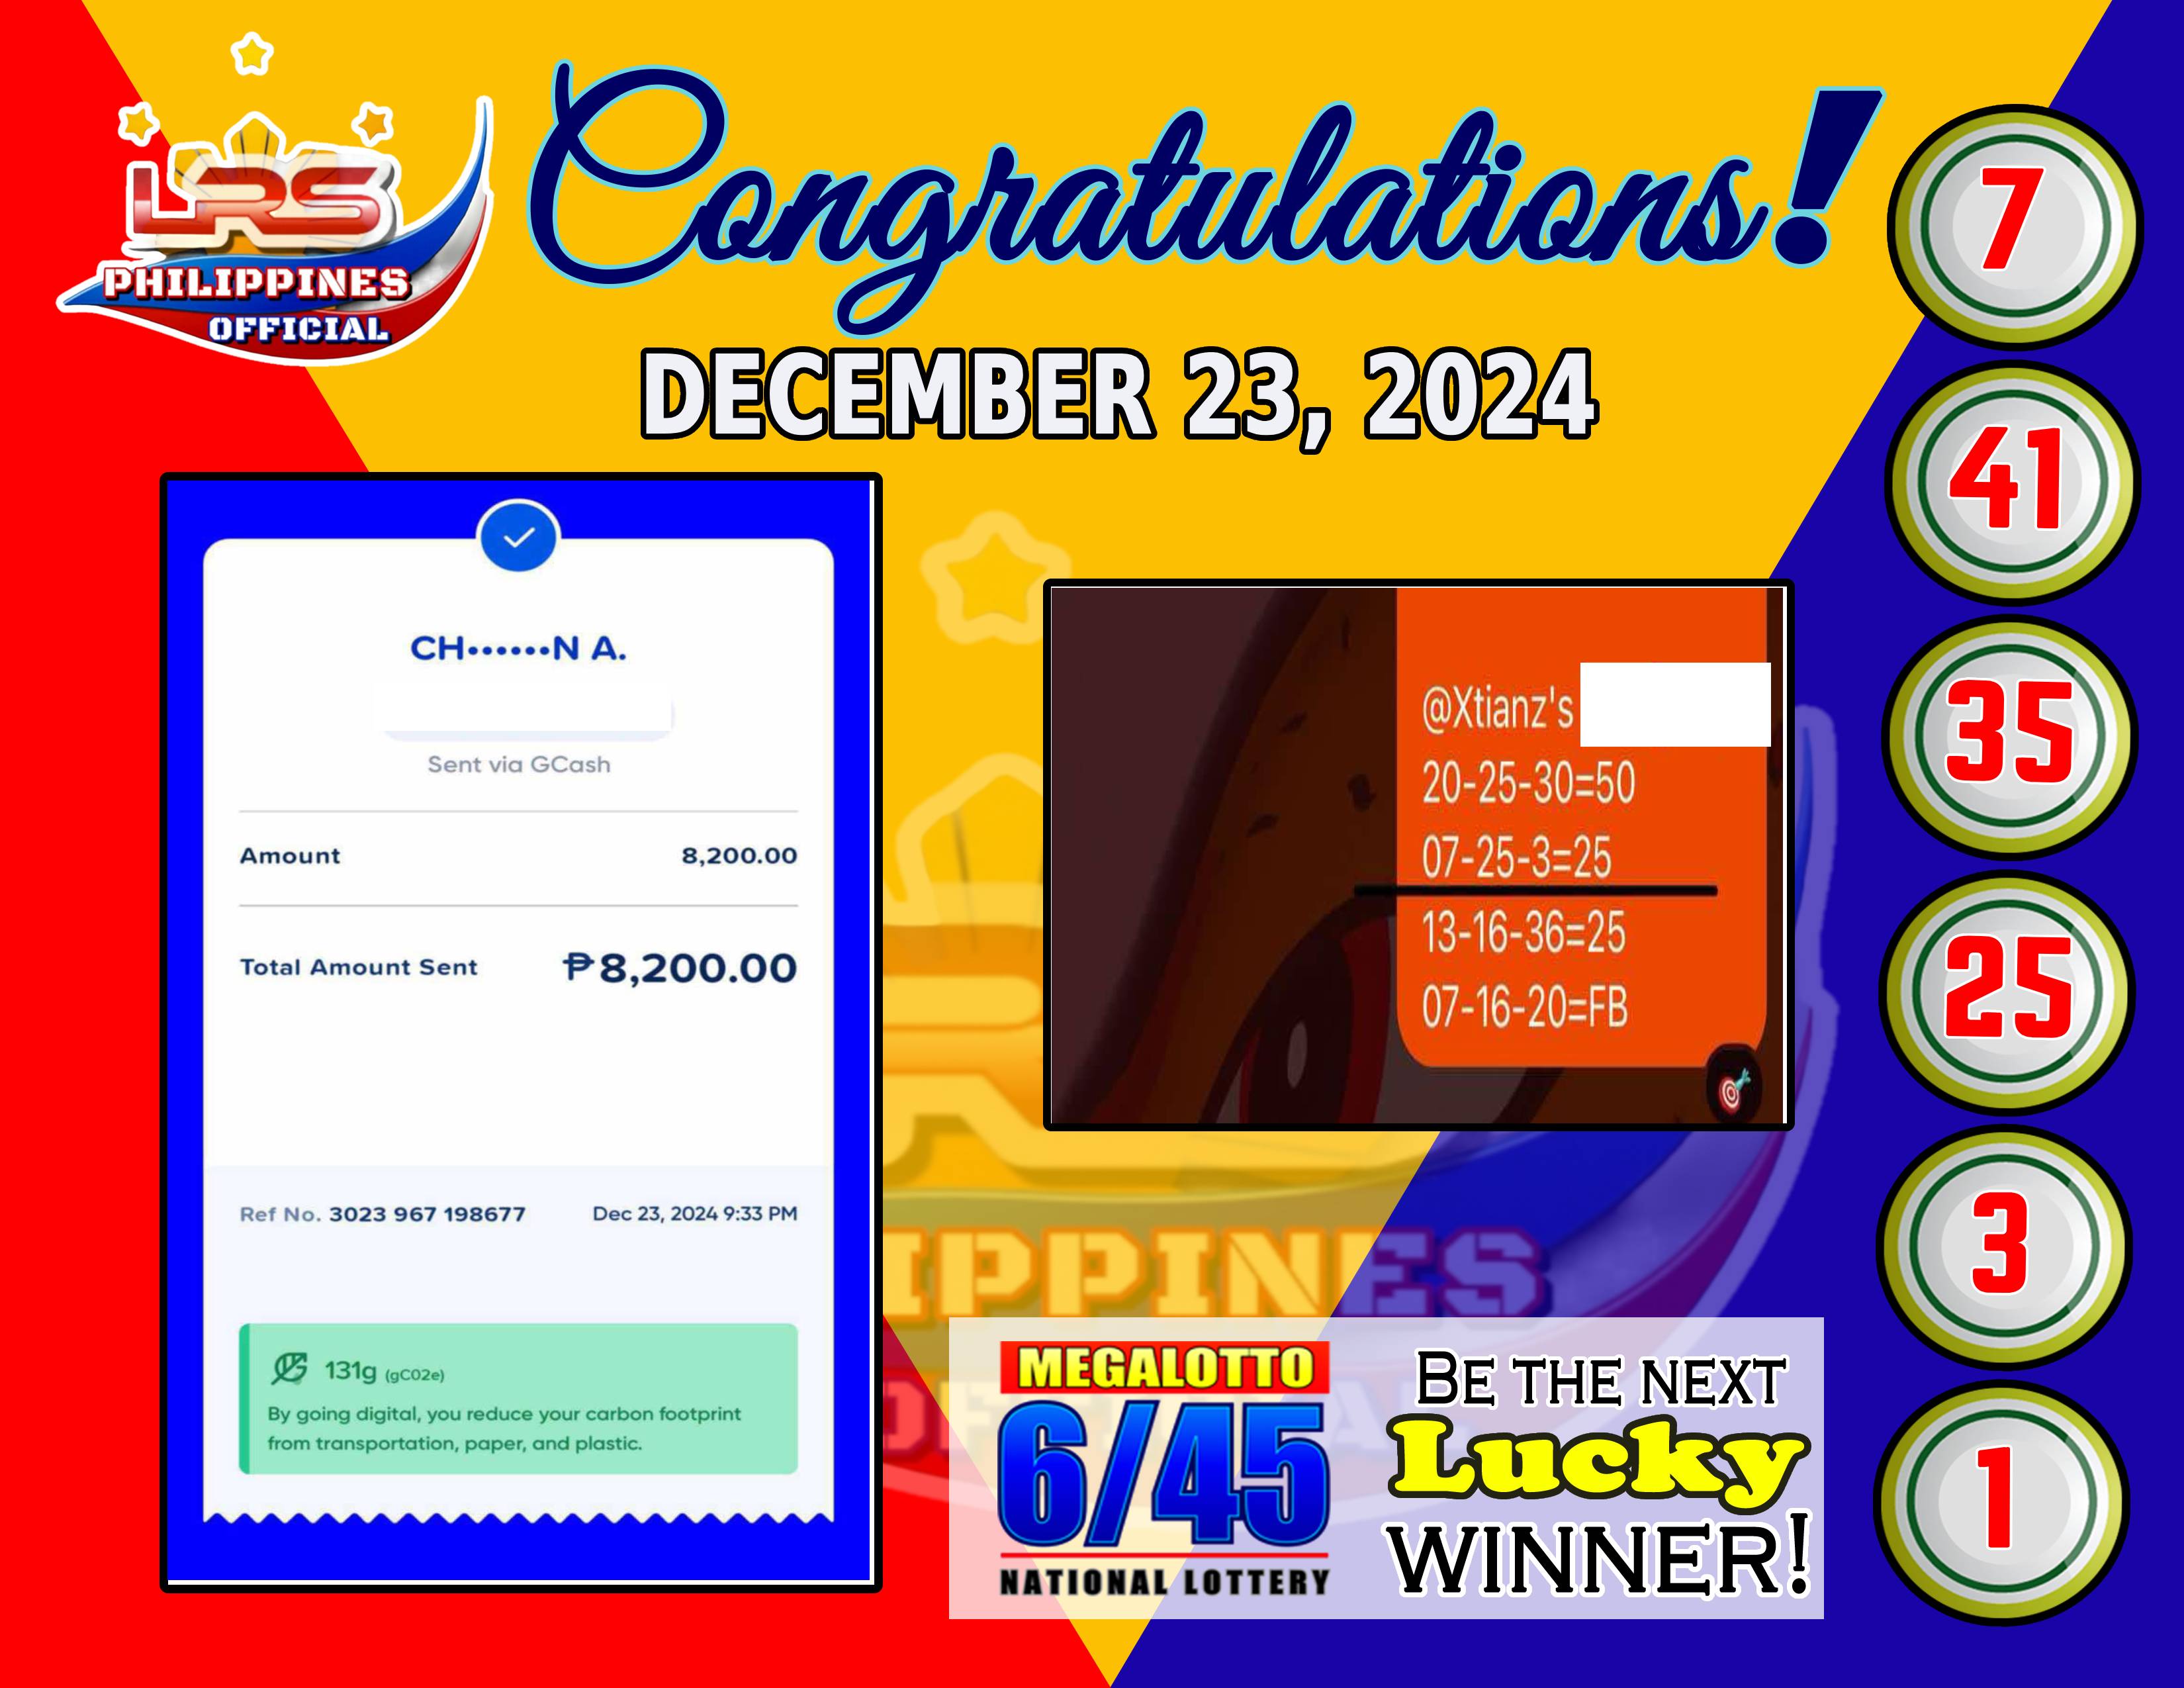 LRS
PHILIPPINES
OFFICIAL
Congratulations!
DECEMBER 23, 2024
CH••••••N A.
Sent via GCash
Amount 8,200.00
Total Amount Sent ₱8,200.00
Ref No. 3023 967 198677 Dec 23, 2024 9:33 PM
131g (gC02e)
By going digital, you reduce your carbon footprint
from transportation, paper, and plastic.
@Xtianz's
20-25-30=50
07-25-3=25
13-16-36=25
07-16-20=FB
IPPINES
MEGALOTTO
6/45
NATIONAL LOTTERY
BE THE NEXT
Lucky
WINNER!
7
41
35
25
3
1